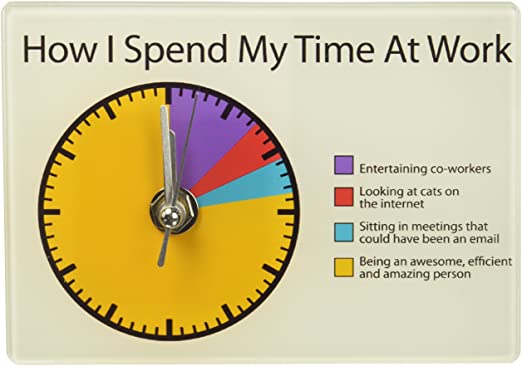 How I Spend My Time At Work
Entertaining co-workers
Looking at cats on
the internet
Sitting in meetings that
could have been an email
Being an awesome, efficient
and amazing person